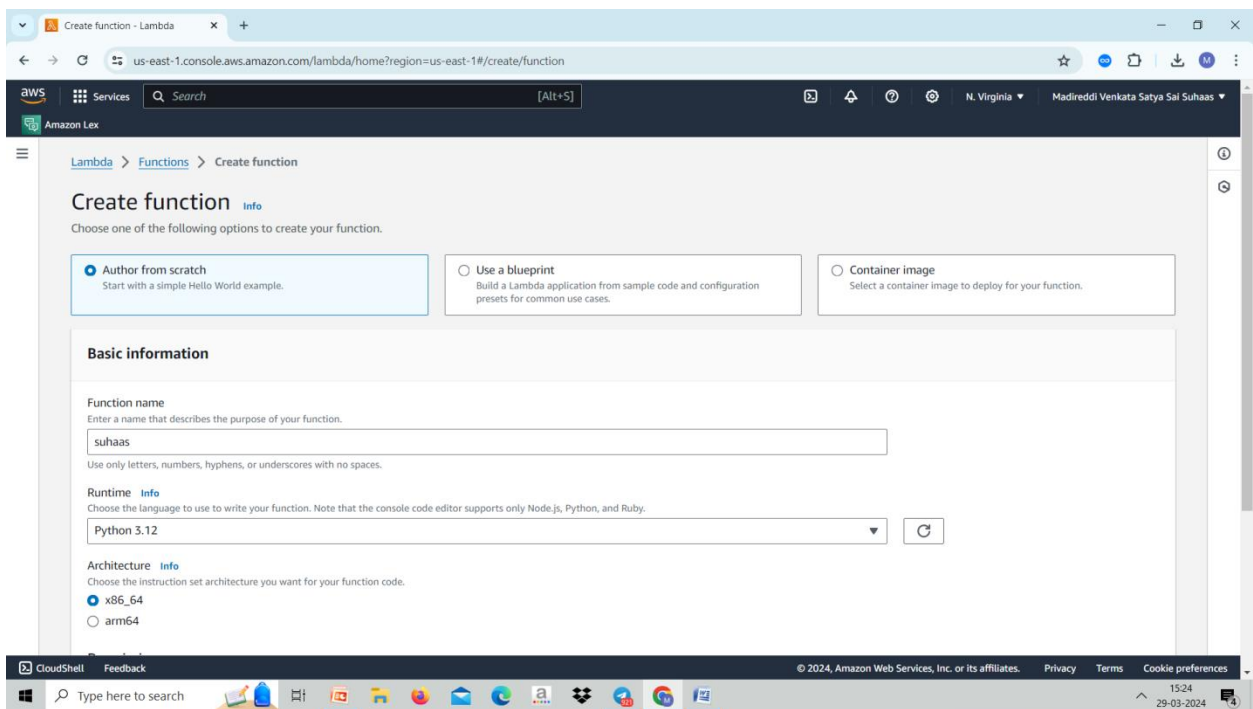 Create function - Lambda
us-east-1.console.aws.amazon.com/lambda/home?region=us-east-1#/create/function
M
aws
Services
Search
[Alt+S]
N. Virginia
Madireddi Venkata Satya Sai Suhaas
Amazon Lex
Lambda > Functions > Create function
Create function Info
Choose one of the following options to create your function.
Author from scratch
Start with a simple Hello World example.
Use a blueprint
Build a Lambda application from sample code and configuration
presets for common use cases.
Container image
Select a container image to deploy for your function.
Basic information
Function name
Enter a name that describes the purpose of your function.
suhaas
Use only letters, numbers, hyphens, or underscores with no spaces.
Runtime Info
Choose the language to use to write your function. Note that the console code editor supports only Node.js, Python, and Ruby.
Python 3.12
Architecture Info
Choose the instruction set architecture you want for your function code.
x86_64
arm64
CloudShell Feedback
© 2024, Amazon Web Services, Inc. or its affiliates. Privacy Terms Cookie preferences
Type here to search
15:24
29-03-2024